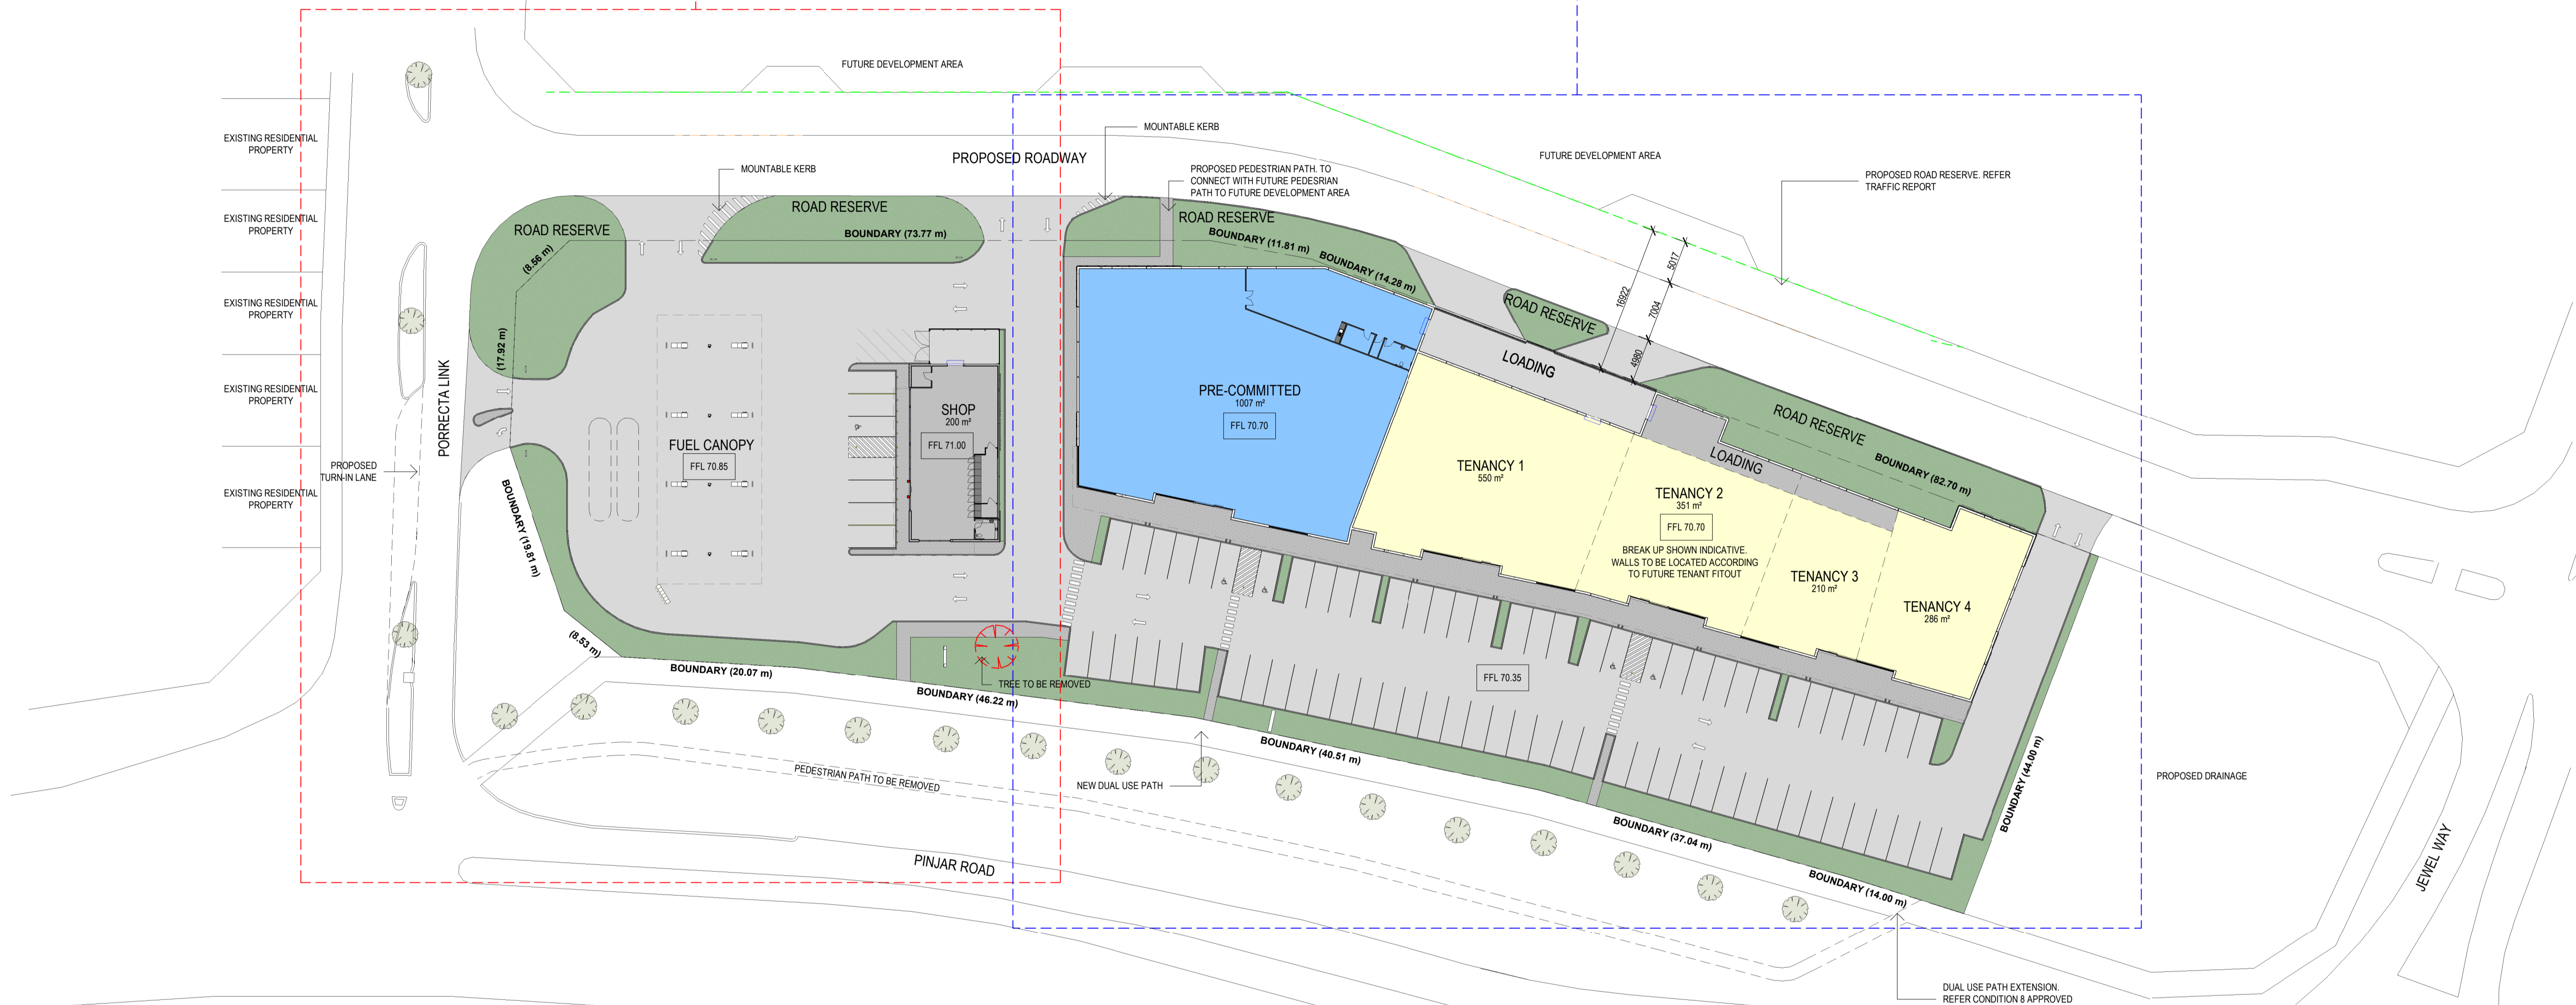 FUTURE DEVELOPMENT AREA
EXISTING RESIDENTIAL
PROPERTY
EXISTING RESIDENTIAL
PROPERTY
EXISTING RESIDENTIAL
PROPERTY
EXISTING RESIDENTIAL
PROPERTY
EXISTING RESIDENTIAL
PROPERTY
MOUNTABLE KERB
MOUNTABLE KERB
PROPOSED ROADWAY
PROPOSED PEDESTRIAN PATH. TO
CONNECT WITH FUTURE PEDESRIAN
PATH TO FUTURE DEVELOPMENT AREA
FUTURE DEVELOPMENT AREA
PROPOSED ROAD RESERVE. REFER
TRAFFIC REPORT
ROAD RESERVE
ROAD RESERVE
ROAD RESERVE
ROAD RESERVE
ROAD RESERVE
BOUNDARY (73.77 m)
BOUNDARY (11.81 m)
BOUNDARY (14.28 m)
(8.56 m)
(17.92 m)
16922
5017
7004
4980
LOADING
LOADING
PORRECTA LINK
PROPOSED
TURN-IN LANE
FUEL CANOPY
FFL 70.85
SHOP
200 m²
FFL 71.00
PRE-COMMITTED
1007 m²
FFL 70.70
TENANCY 1
550 m²
TENANCY 2
351 m²
FFL 70.70
BREAK UP SHOWN INDICATIVE.
WALLS TO BE LOCATED ACCORDING
TO FUTURE TENANT FITOUT
TENANCY 3
210 m²
TENANCY 4
286 m²
BOUNDARY (82.70 m)
BOUNDARY (19.81 m)
(8.53 m)
BOUNDARY (20.07 m)
BOUNDARY (46.22 m)
TREE TO BE REMOVED
FFL 70.35
BOUNDARY (40.51 m)
BOUNDARY (37.04 m)
BOUNDARY (14.00 m)
BOUNDARY (44.00 m)
PEDESTRIAN PATH TO BE REMOVED
NEW DUAL USE PATH
PROPOSED DRAINAGE
PINJAR ROAD
JEWEL WAY
DUAL USE PATH EXTENSION.
REFER CONDITION 8 APPROVED